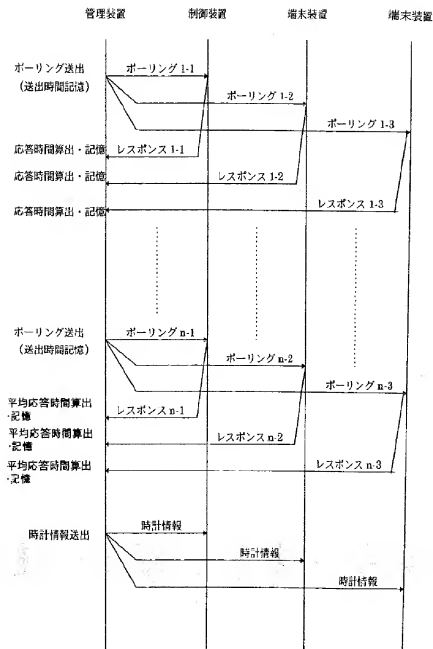 管理装置 制御装置 端末装置 端末装置
ポーリング送出
(送出時間記憶)
ポーリング 1-1
ポーリング 1-2
ポーリング 1-3
応答時間算出・記憶
レスポンス 1-1
応答時間算出・記憶
レスポンス 1-2
応答時間算出・記憶
レスポンス 1-3
ポーリング送出
(送出時間記憶)
ポーリング n-1
ポーリング n-2
ポーリング n-3
平均応答時間算出
・記憶
レスポンス n-1
平均応答時間算出
・記憶
レスポンス n-2
平均応答時間算出
・記憶
レスポンス n-3
時計情報送出
時計情報
時計情報
時計情報